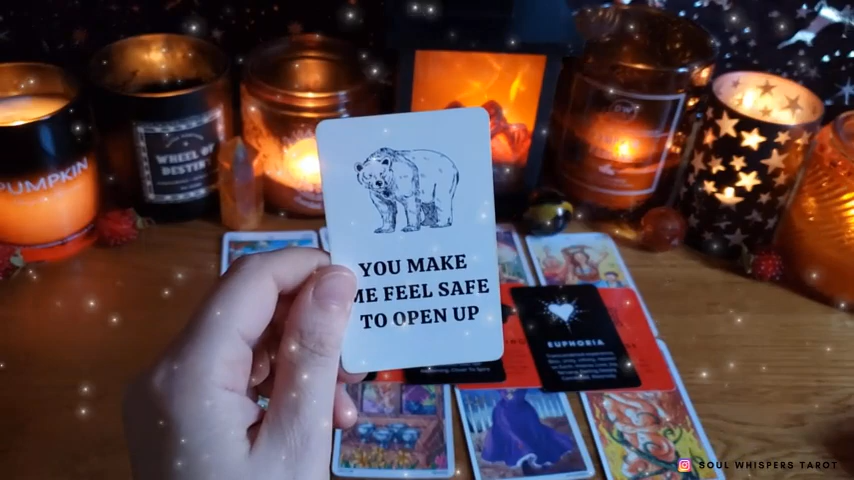 PUMPKIN
WHEEL OF
DESTINY
YOU MAKE
ME FEEL SAFE
TO OPEN UP
EUPHORIA
SOUL WHISPERS TAROT